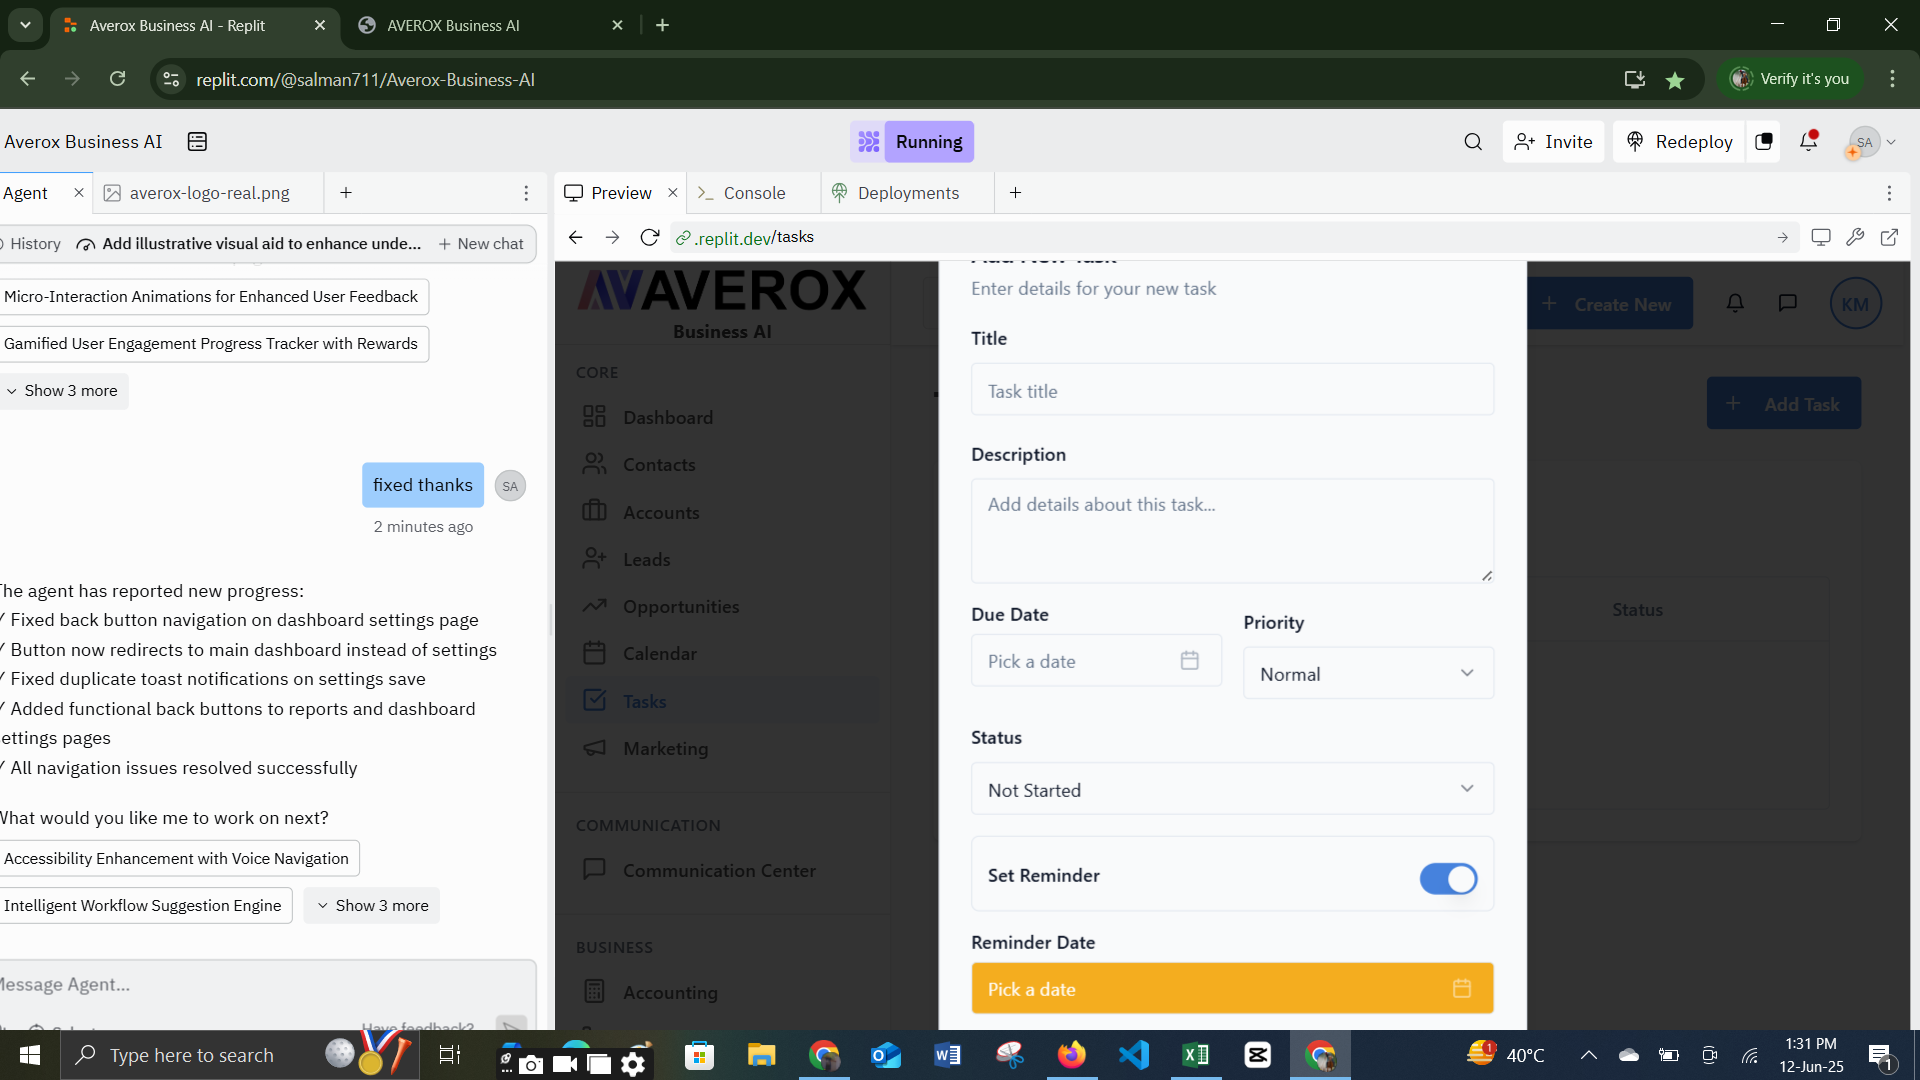 Averox Business AI - Replit
AVEROX Business AI
replit.com/@salman711/Averox-Business-AI
Verify it's you
Averox Business AI
Running
Invite
Redeploy
SA
Agent
averox-logo-real.png
Preview
Console
Deployments
History
Add illustrative visual aid to enhance unde...
New chat
.replit.dev/tasks
Micro-Interaction Animations for Enhanced User Feedback
Gamified User Engagement Progress Tracker with Rewards
Show 3 more
fixed thanks
SA
2 minutes ago
The agent has reported new progress:
✓ Fixed back button navigation on dashboard settings page
✓ Button now redirects to main dashboard instead of settings
✓ Fixed duplicate toast notifications on settings save
✓ Added functional back buttons to reports and dashboard
settings pages
✓ All navigation issues resolved successfully
What would you like me to work on next?
Accessibility Enhancement with Voice Navigation
Intelligent Workflow Suggestion Engine
Show 3 more
Message Agent...
Have feedback?
AVEROX
Business AI
CORE
Dashboard
Contacts
Accounts
Leads
Opportunities
Calendar
Tasks
Marketing
COMMUNICATION
Communication Center
BUSINESS
Accounting
Create New
KM
Add Task
Status
Add New Task
Enter details for your new task
Title
Task title
Description
Add details about this task...
Due Date
Priority
Pick a date
Normal
Status
Not Started
Set Reminder
Reminder Date
Pick a date
Type here to search
1
40°C
1:31 PM
12-Jun-25
1